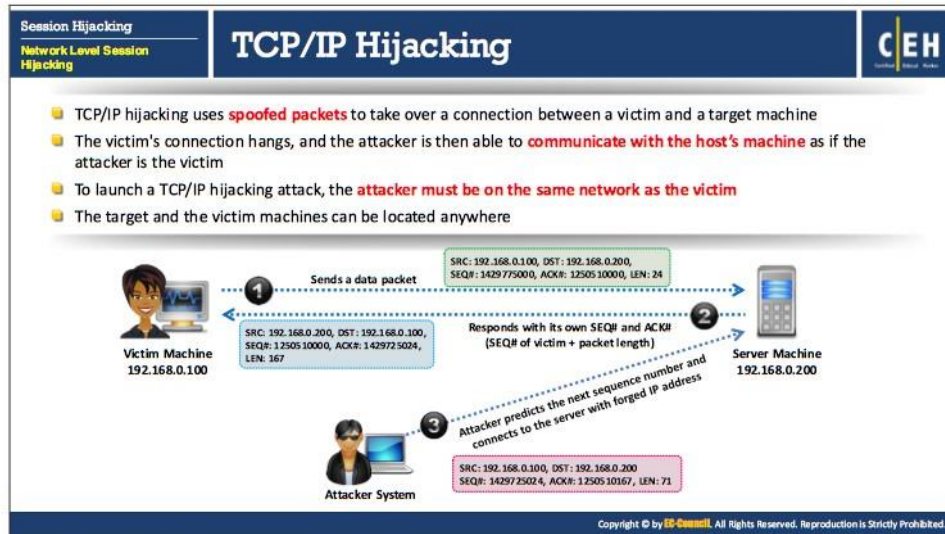 Session Hijacking
Network Level Session
Hijacking
TCP/IP Hijacking
C|EH
Certified Ethical Hacker
TCP/IP hijacking uses spoofed packets to take over a connection between a victim and a target machine
The victim's connection hangs, and the attacker is then able to communicate with the host's machine as if the
attacker is the victim
To launch a TCP/IP hijacking attack, the attacker must be on the same network as the victim
The target and the victim machines can be located anywhere
1
Sends a data packet
SRC: 192.168.0.100, DST: 192.168.0.200,
SEQ#: 1429775000, ACK#: 1250510000, LEN: 24
2
Responds with its own SEQ# and ACK#
(SEQ# of victim + packet length)
SRC: 192.168.0.200, DST: 192.168.0.100,
SEQ#: 1250510000, ACK#: 1429725024,
LEN: 167
Victim Machine
192.168.0.100
Server Machine
192.168.0.200
3
Attacker predicts the next sequence number and
connects to the server with forged IP address
SRC: 192.168.0.100, DST: 192.168.0.200
SEQ#: 1429725024, ACK#: 1250510167, LEN: 71
Attacker System
Copyright © by EC-Council. All Rights Reserved. Reproduction is Strictly Prohibited.